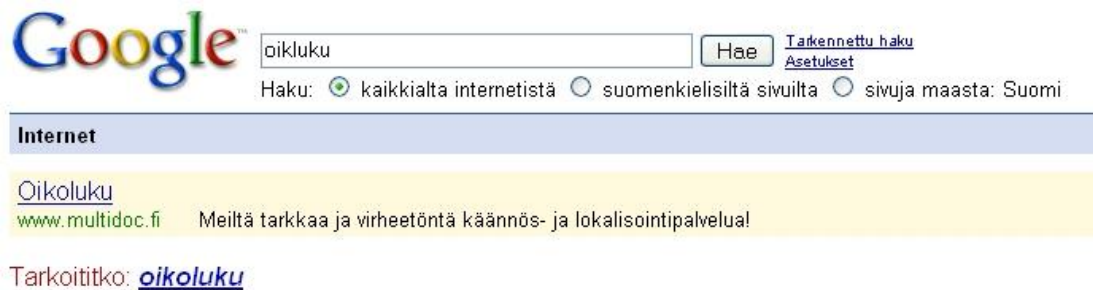 Google™
oikluku Hae Tarkennettu haku
Asetukset
Haku: kaikkialta internetistä suomenkielisiltä sivuilta sivuja maasta: Suomi
Internet
Oikoluku
www.multidoc.fi Meiltä tarkkaa ja virheetöntä käännös- ja lokalisointipalvelua!
Tarkoititko: oikoluku